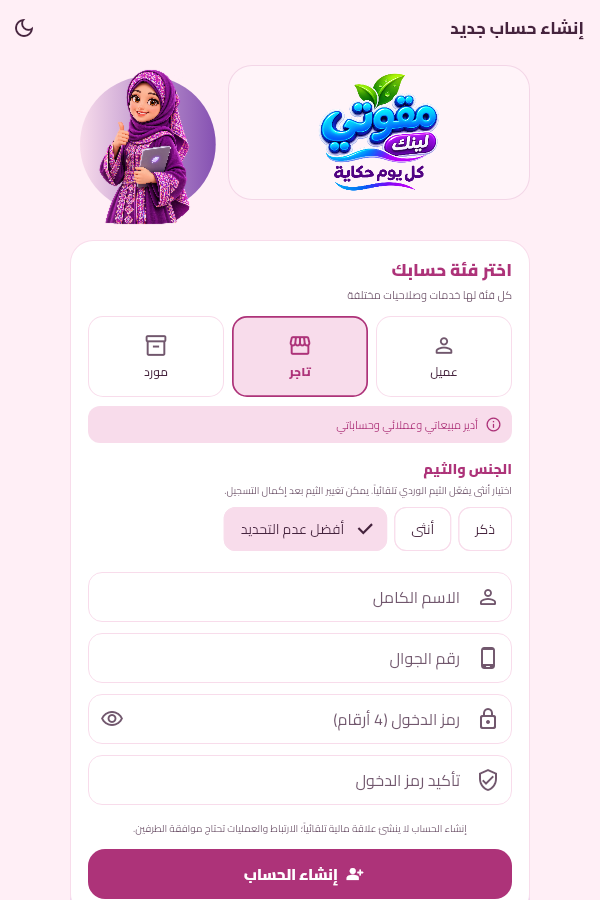 إنشاء حساب جديد
مقوتي
لينك
كل يوم حكاية
اختر فئة حسابك
كل فئة لها خدمات وصلاحيات مختلفة
عميل
تاجر
مورد
أدير مبيعاتي وعملائي وحساباتي
الجنس والثيم
اختيار أنثى يفعّل الثيم الوردي تلقائياً. يمكن تغيير الثيم بعد إكمال التسجيل.
ذكر
أنثى
أفضل عدم التحديد
الاسم الكامل
رقم الجوال
رمز الدخول (4 أرقام)
تأكيد رمز الدخول
إنشاء الحساب لا ينشئ علاقة مالية تلقائياً؛ الارتباط والعمليات تحتاج موافقة الطرفين.
إنشاء الحساب